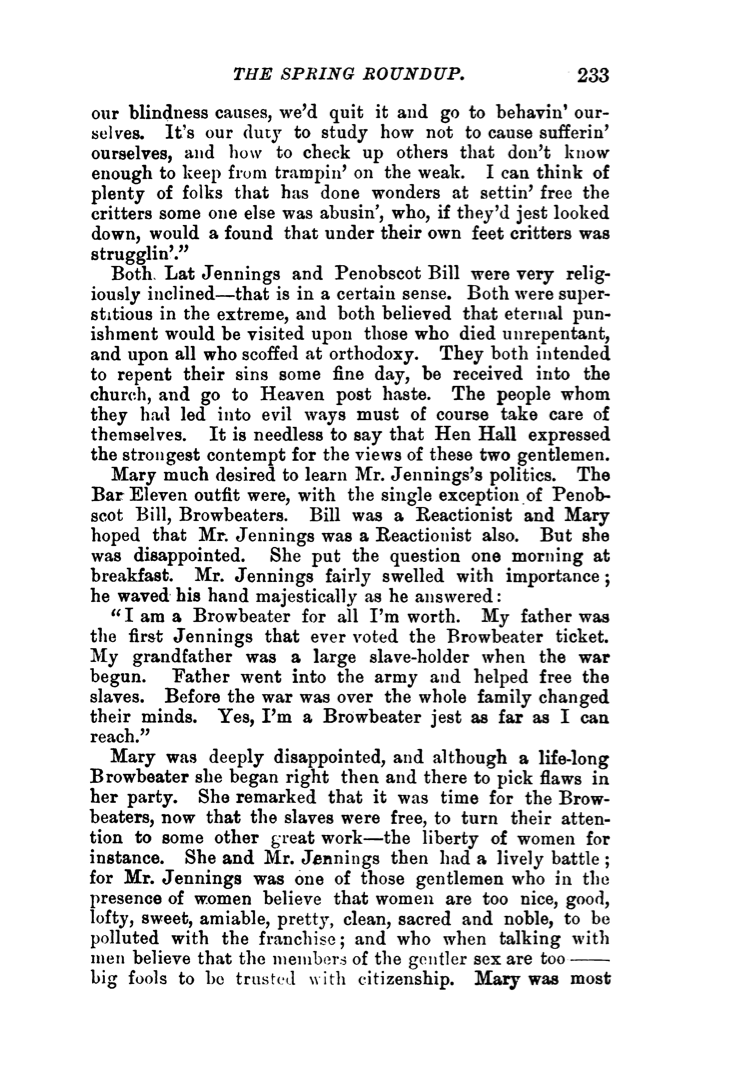 THE SPRING ROUNDUP. 233
our blindness causes, we'd quit it and go to behavin' our-
selves. It's our duty to study how not to cause sufferin'
ourselves, and how to check up others that don't know
enough to keep from trampin' on the weak. I can think of
plenty of folks that has done wonders at settin' free the
critters some one else was abusin', who, if they'd jest looked
down, would a found that under their own feet critters was
strugglin'."
Both Lat Jennings and Penobscot Bill were very relig-
iously inclined—that is in a certain sense. Both were super-
stitious in the extreme, and both believed that eternal pun-
ishment would be visited upon those who died unrepentant,
and upon all who scoffed at orthodoxy. They both intended
to repent their sins some fine day, be received into the
church, and go to Heaven post haste. The people whom
they had led into evil ways must of course take care of
themselves. It is needless to say that Hen Hall expressed
the strongest contempt for the views of these two gentlemen.
Mary much desired to learn Mr. Jennings's politics. The
Bar Eleven outfit were, with the single exception of Penob-
scot Bill, Browbeaters. Bill was a Reactionist and Mary
hoped that Mr. Jennings was a Reactionist also. But she
was disappointed. She put the question one morning at
breakfast. Mr. Jennings fairly swelled with importance;
he waved his hand majestically as he answered:
"I am a Browbeater for all I'm worth. My father was
the first Jennings that ever voted the Browbeater ticket.
My grandfather was a large slave-holder when the war
begun. Father went into the army and helped free the
slaves. Before the war was over the whole family changed
their minds. Yes, I'm a Browbeater jest as far as I can
reach."
Mary was deeply disappointed, and although a life-long
Browbeater she began right then and there to pick flaws in
her party. She remarked that it was time for the Brow-
beaters, now that the slaves were free, to turn their atten-
tion to some other great work—the liberty of women for
instance. She and Mr. Jennings then had a lively battle;
for Mr. Jennings was one of those gentlemen who in the
presence of women believe that women are too nice, good,
lofty, sweet, amiable, pretty, clean, sacred and noble, to be
polluted with the franchise; and who when talking with
men believe that the members of the gentler sex are too ——
big fools to be trusted with citizenship. Mary was most